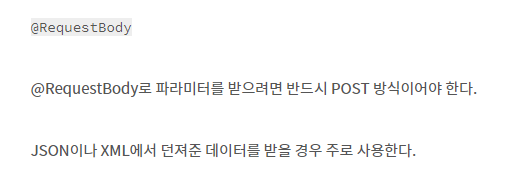 @RequestBody
@RequestBody로 파라미터를 받으려면 반드시 POST 방식이어야 한다.
JSON이나 XML에서 던져준 데이터를 받을 경우 주로 사용한다.